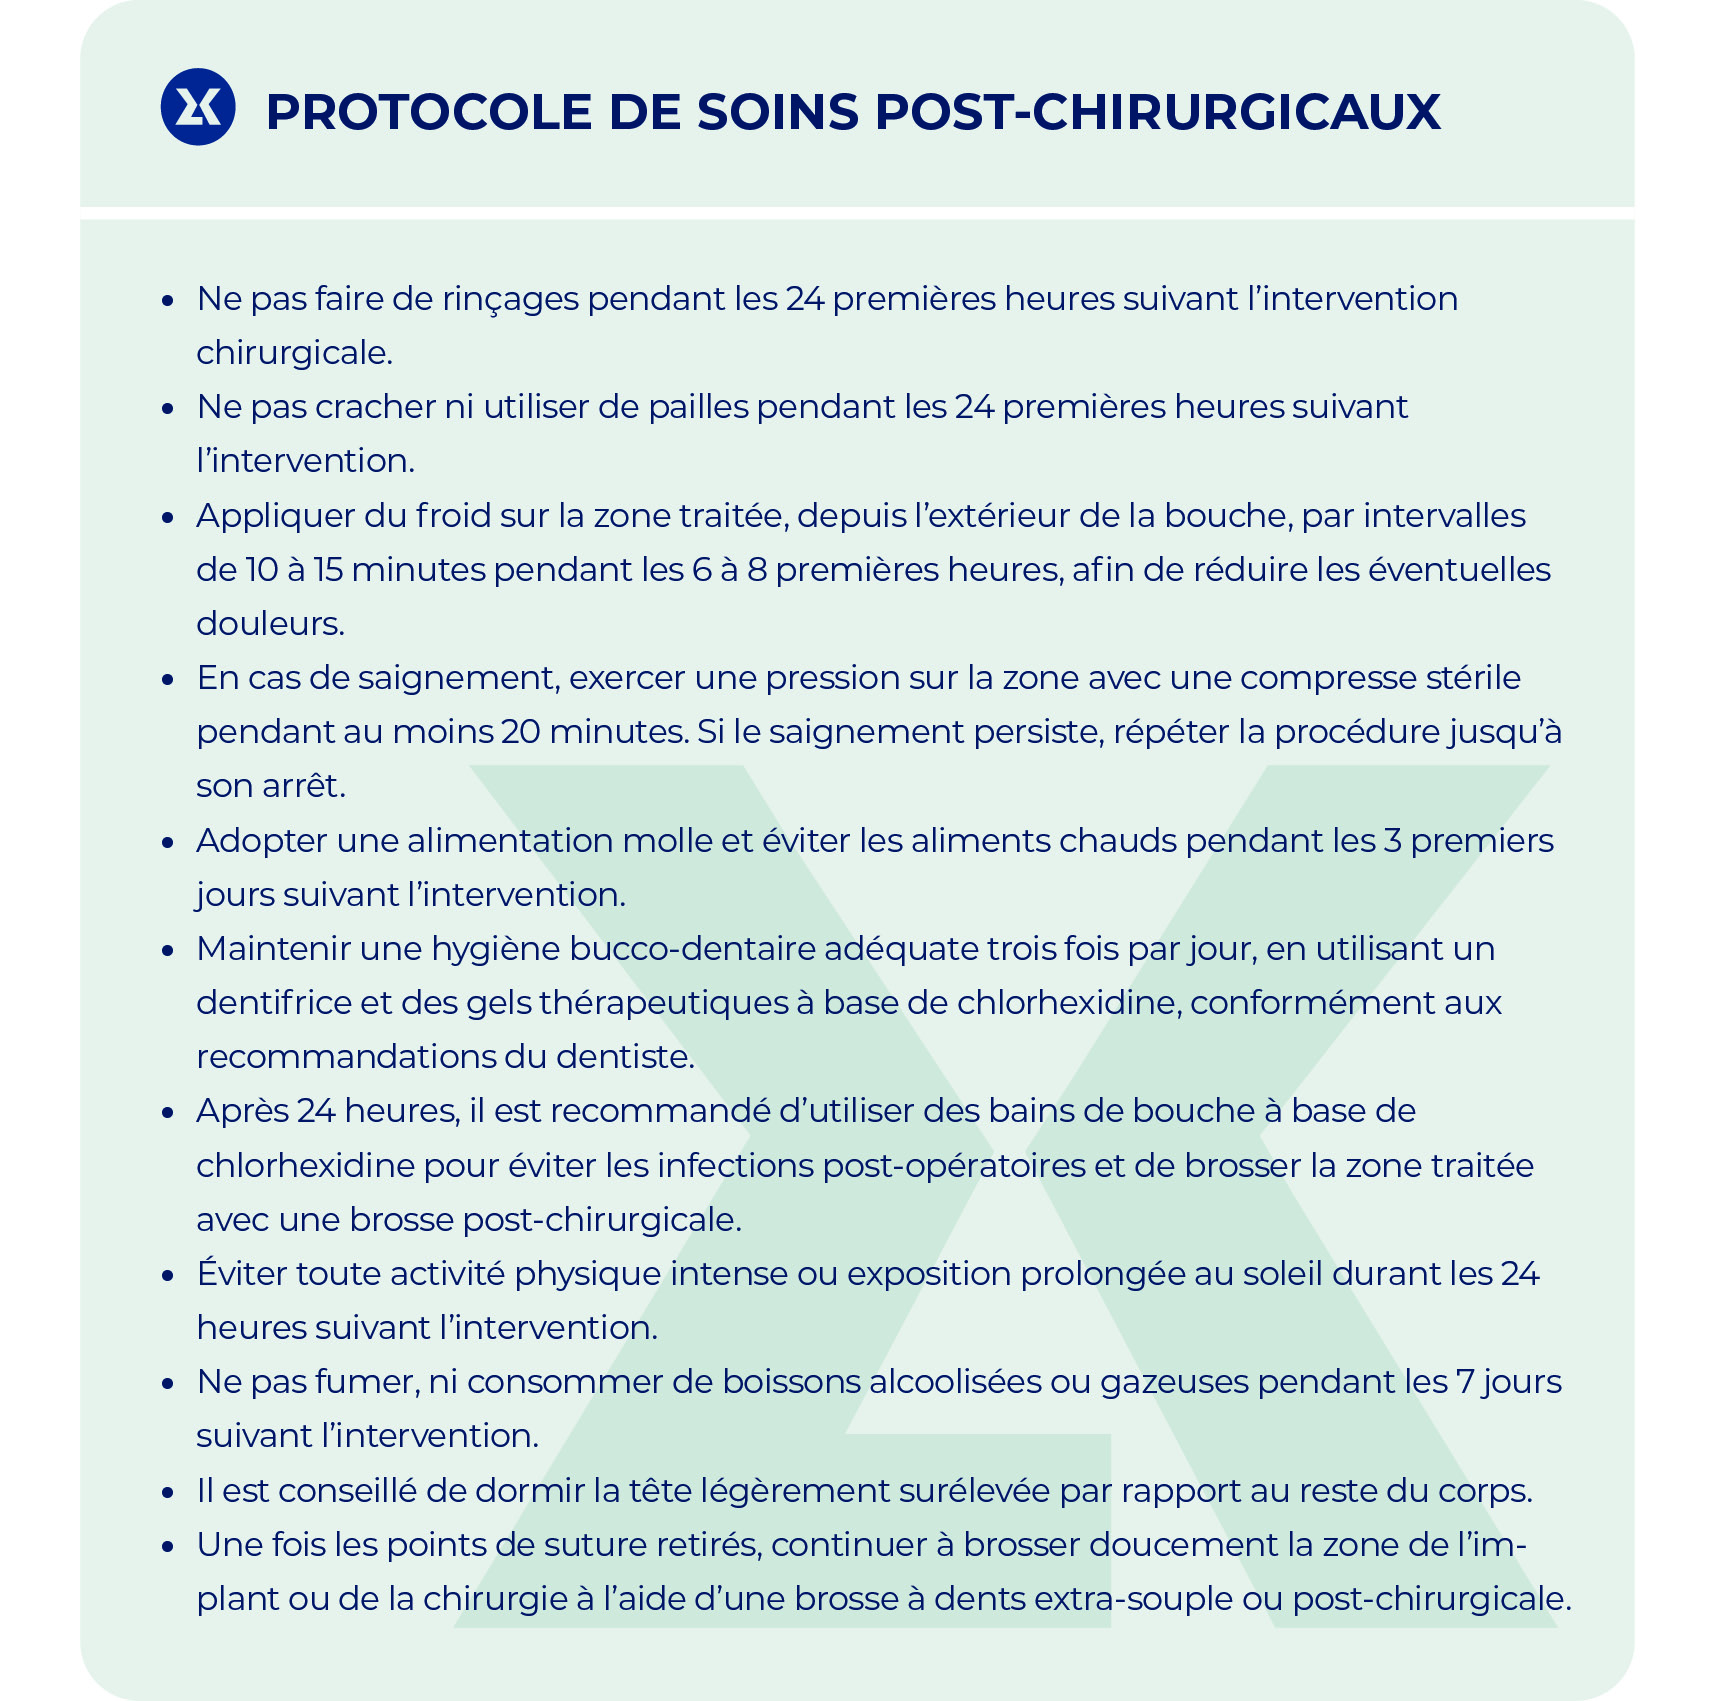 PROTOCOLE DE SOINS POST-CHIRURGICAUX
• Ne pas faire de rinçages pendant les 24 premières heures suivant l’intervention
chirurgicale.
• Ne pas cracher ni utiliser de pailles pendant les 24 premières heures suivant
l’intervention.
• Appliquer du froid sur la zone traitée, depuis l’extérieur de la bouche, par intervalles
de 10 à 15 minutes pendant les 6 à 8 premières heures, afin de réduire les éventuelles
douleurs.
• En cas de saignement, exercer une pression sur la zone avec une compresse stérile
pendant au moins 20 minutes. Si le saignement persiste, répéter la procédure jusqu’à
son arrêt.
• Adopter une alimentation molle et éviter les aliments chauds pendant les 3 premiers
jours suivant l’intervention.
• Maintenir une hygiène bucco-dentaire adéquate trois fois par jour, en utilisant un
dentifrice et des gels thérapeutiques à base de chlorhexidine, conformément aux
recommandations du dentiste.
• Après 24 heures, il est recommandé d’utiliser des bains de bouche à base de
chlorhexidine pour éviter les infections post-opératoires et de brosser la zone traitée
avec une brosse post-chirurgicale.
• Éviter toute activité physique intense ou exposition prolongée au soleil durant les 24
heures suivant l’intervention.
• Ne pas fumer, ni consommer de boissons alcoolisées ou gazeuses pendant les 7 jours
suivant l’intervention.
• Il est conseillé de dormir la tête légèrement surélevée par rapport au reste du corps.
• Une fois les points de suture retirés, continuer à brosser doucement la zone de l’im-
plant ou de la chirurgie à l’aide d’une brosse à dents extra-souple ou post-chirurgicale.